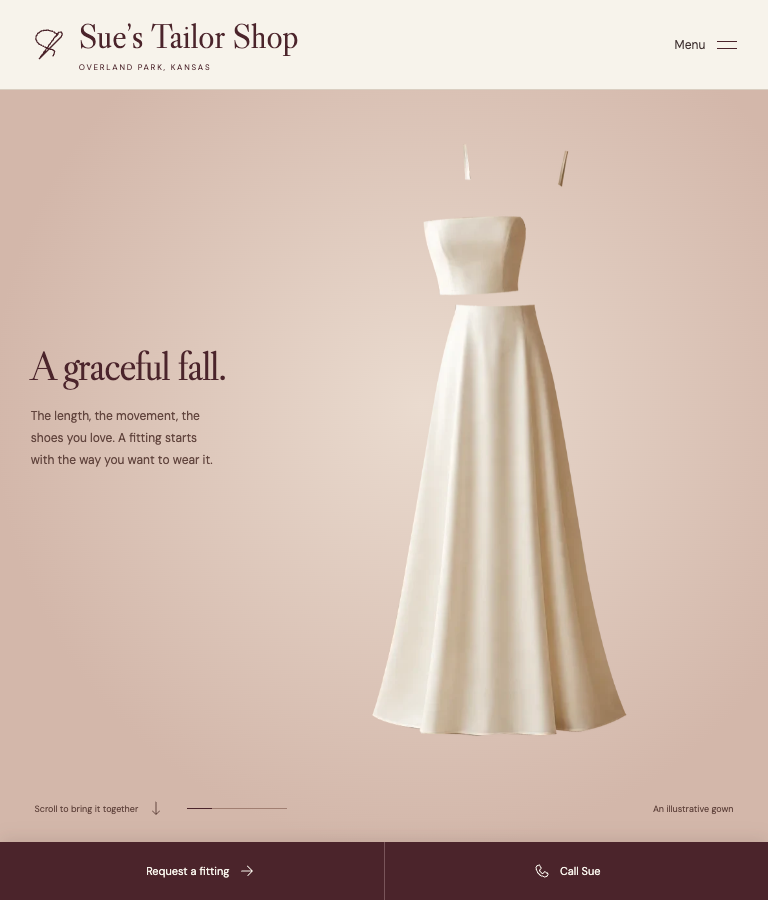 Sue's Tailor Shop
OVERLAND PARK, KANSAS
Menu
A graceful fall.
The length, the movement, the
shoes you love. A fitting starts
with the way you want to wear it.
Scroll to bring it together
An illustrative gown
Request a fitting
Call Sue